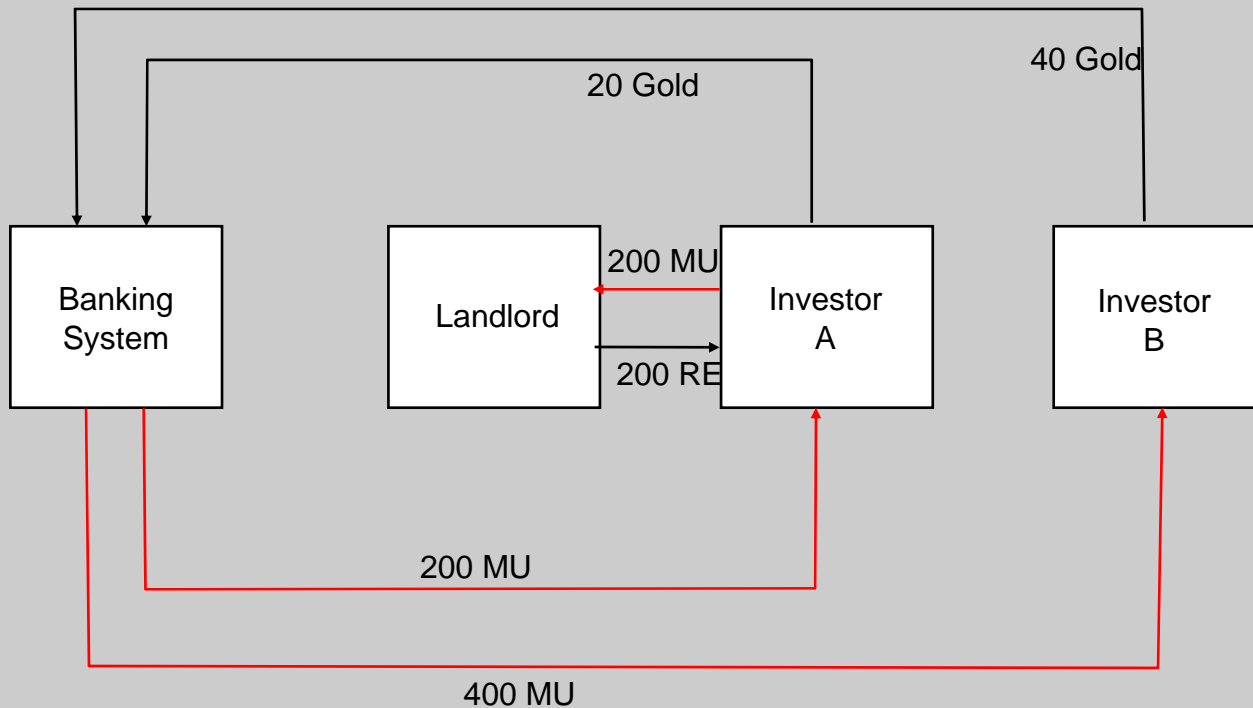 40 Gold
20 Gold
Banking
System
Landlord
200 MU
200 RE
Investor
A
Investor
B
200 MU
400 MU